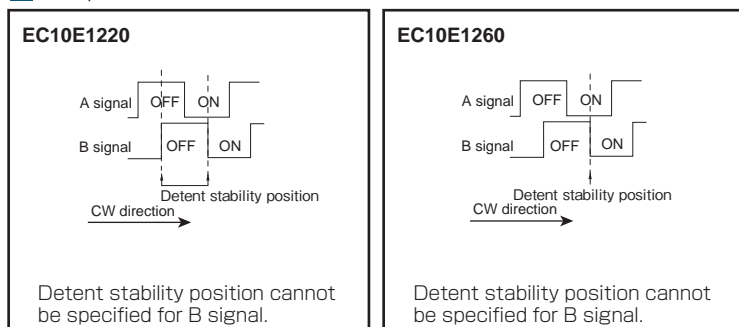 EC10E1220
A signal OFF ON
B signal OFF ON
Detent stability position
CW direction
Detent stability position cannot
be specified for B signal.
EC10E1260
A signal OFF ON
B signal OFF ON
Detent stability position
CW direction
Detent stability position cannot
be specified for B signal.